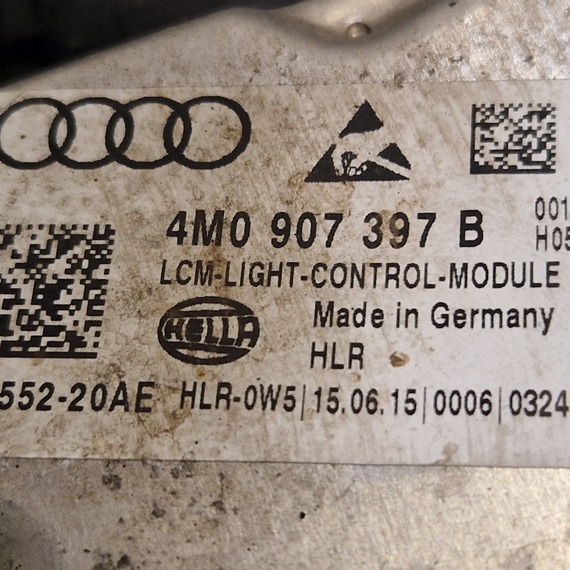 4M0 907 397 B
001
H05
LCM-LIGHT-CONTROL-MODULE
HELLA
Made in Germany
HLR
552-20AE HLR-0W5|15.06.15|0006|0324